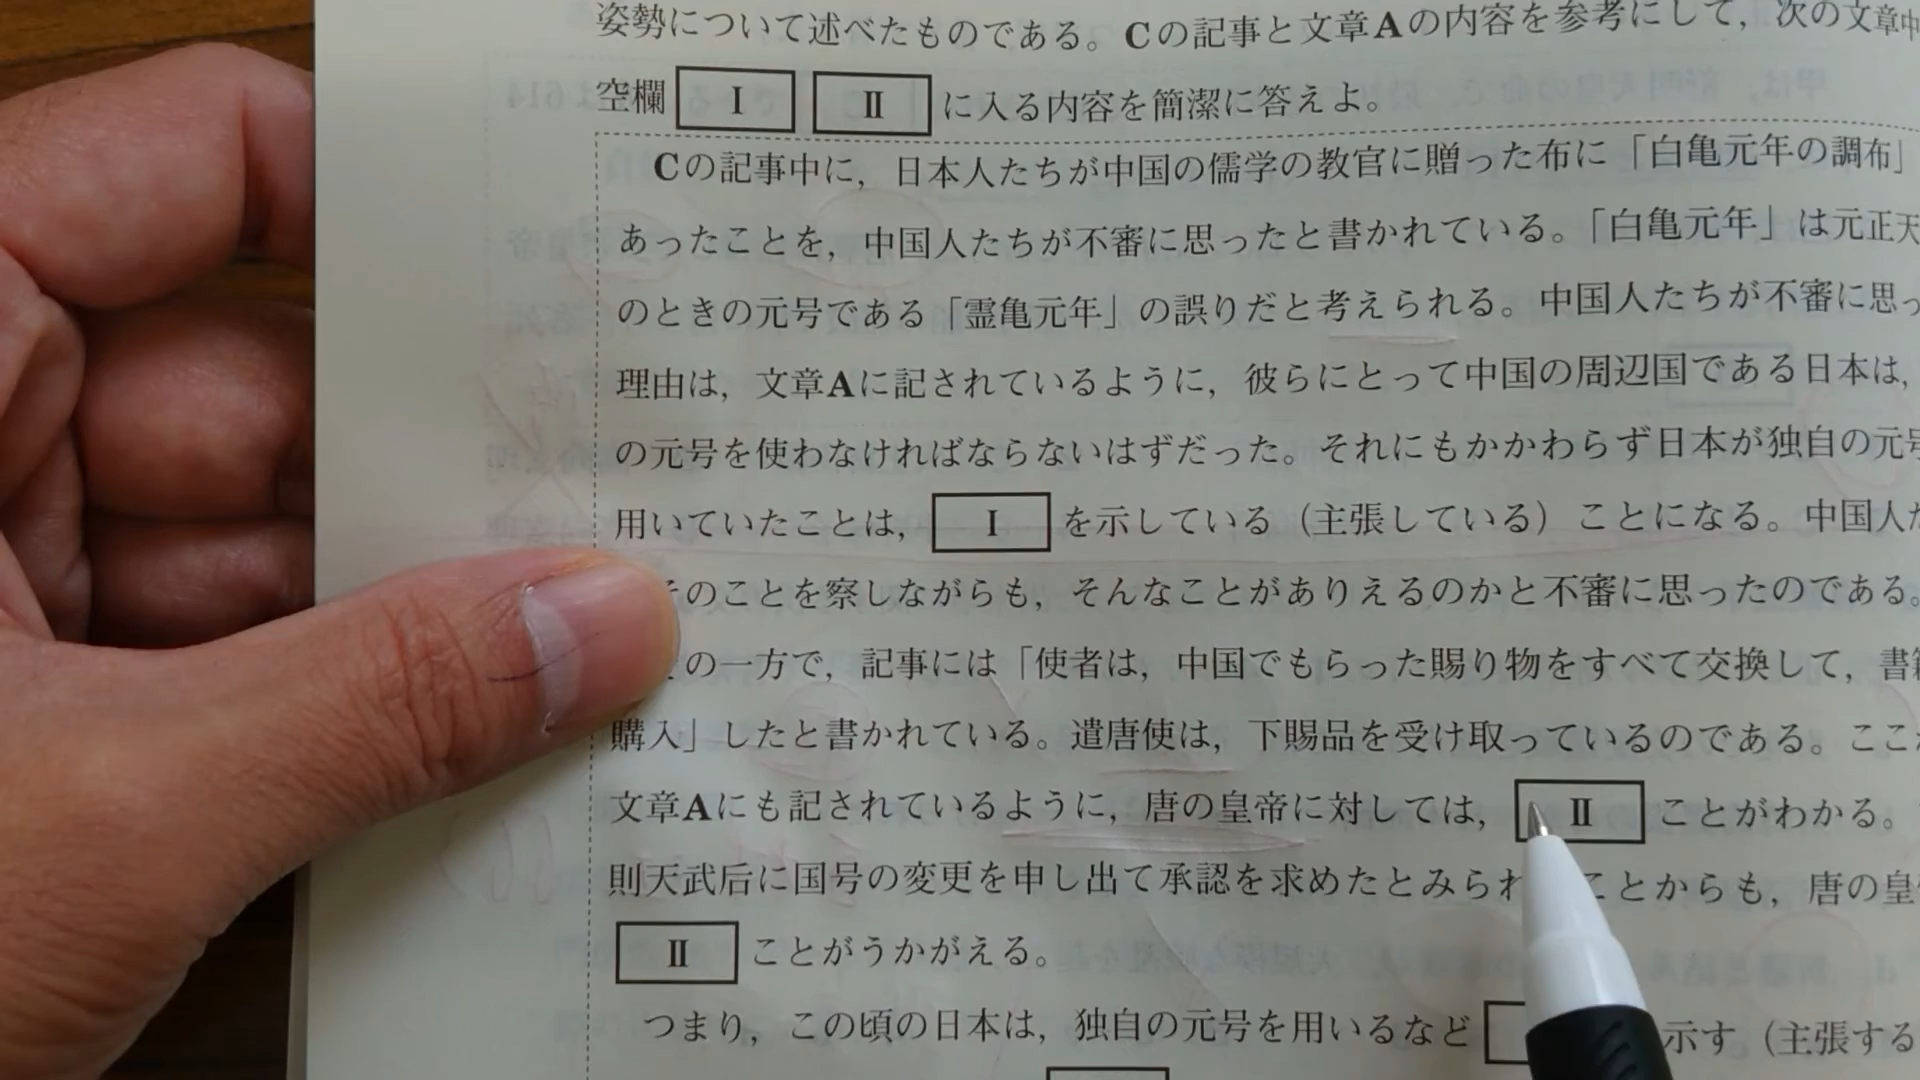 姿勢について述べたものである。Cの記事と文章Aの内容を参考にして，次の文章中
空欄 Ⅰ Ⅱ に入る内容を簡潔に答えよ。
Cの記事中に，日本人たちが中国の儒学の教官に贈った布に「白亀元年の調布」
あったことを，中国人たちが不審に思ったと書かれている。「白亀元年」は元正天
のときの元号である「霊亀元年」の誤りだと考えられる。中国人たちが不審に思っ
理由は，文章Aに記されているように，彼らにとって中国の周辺国である日本は，
の元号を使わなければならないはずだった。それにもかかわらず日本が独自の元号
用いていたことは， Ⅰ を示している（主張している）ことになる。中国人た
そのことを察しながらも，そんなことがありえるのかと不審に思ったのである。
の一方で，記事には「使者は，中国でもらった賜り物をすべて交換して，書籍
購入」したと書かれている。遣唐使は，下賜品を受け取っているのである。ここか
文章Aにも記されているように，唐の皇帝に対しては， Ⅱ ことがわかる。
則天武后に国号の変更を申し出て承認を求めたとみられ ことからも，唐の皇
Ⅱ ことがうかがえる。
つまり，この頃の日本は，独自の元号を用いるなど 示す（主張する